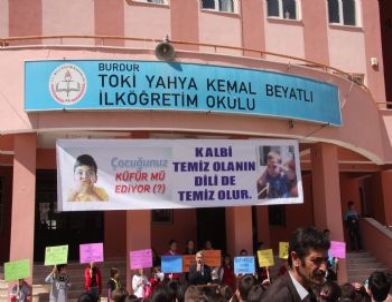 BURDUR
TOKİ YAHYA KEMAL BEYATLI
İLKÖĞRETİM OKULU
Çocuğunuz
KÜFÜR MÜ
EDİYOR (?)
KALBİ
TEMİZ OLANIN
DİLİ DE
TEMİZ OLUR.